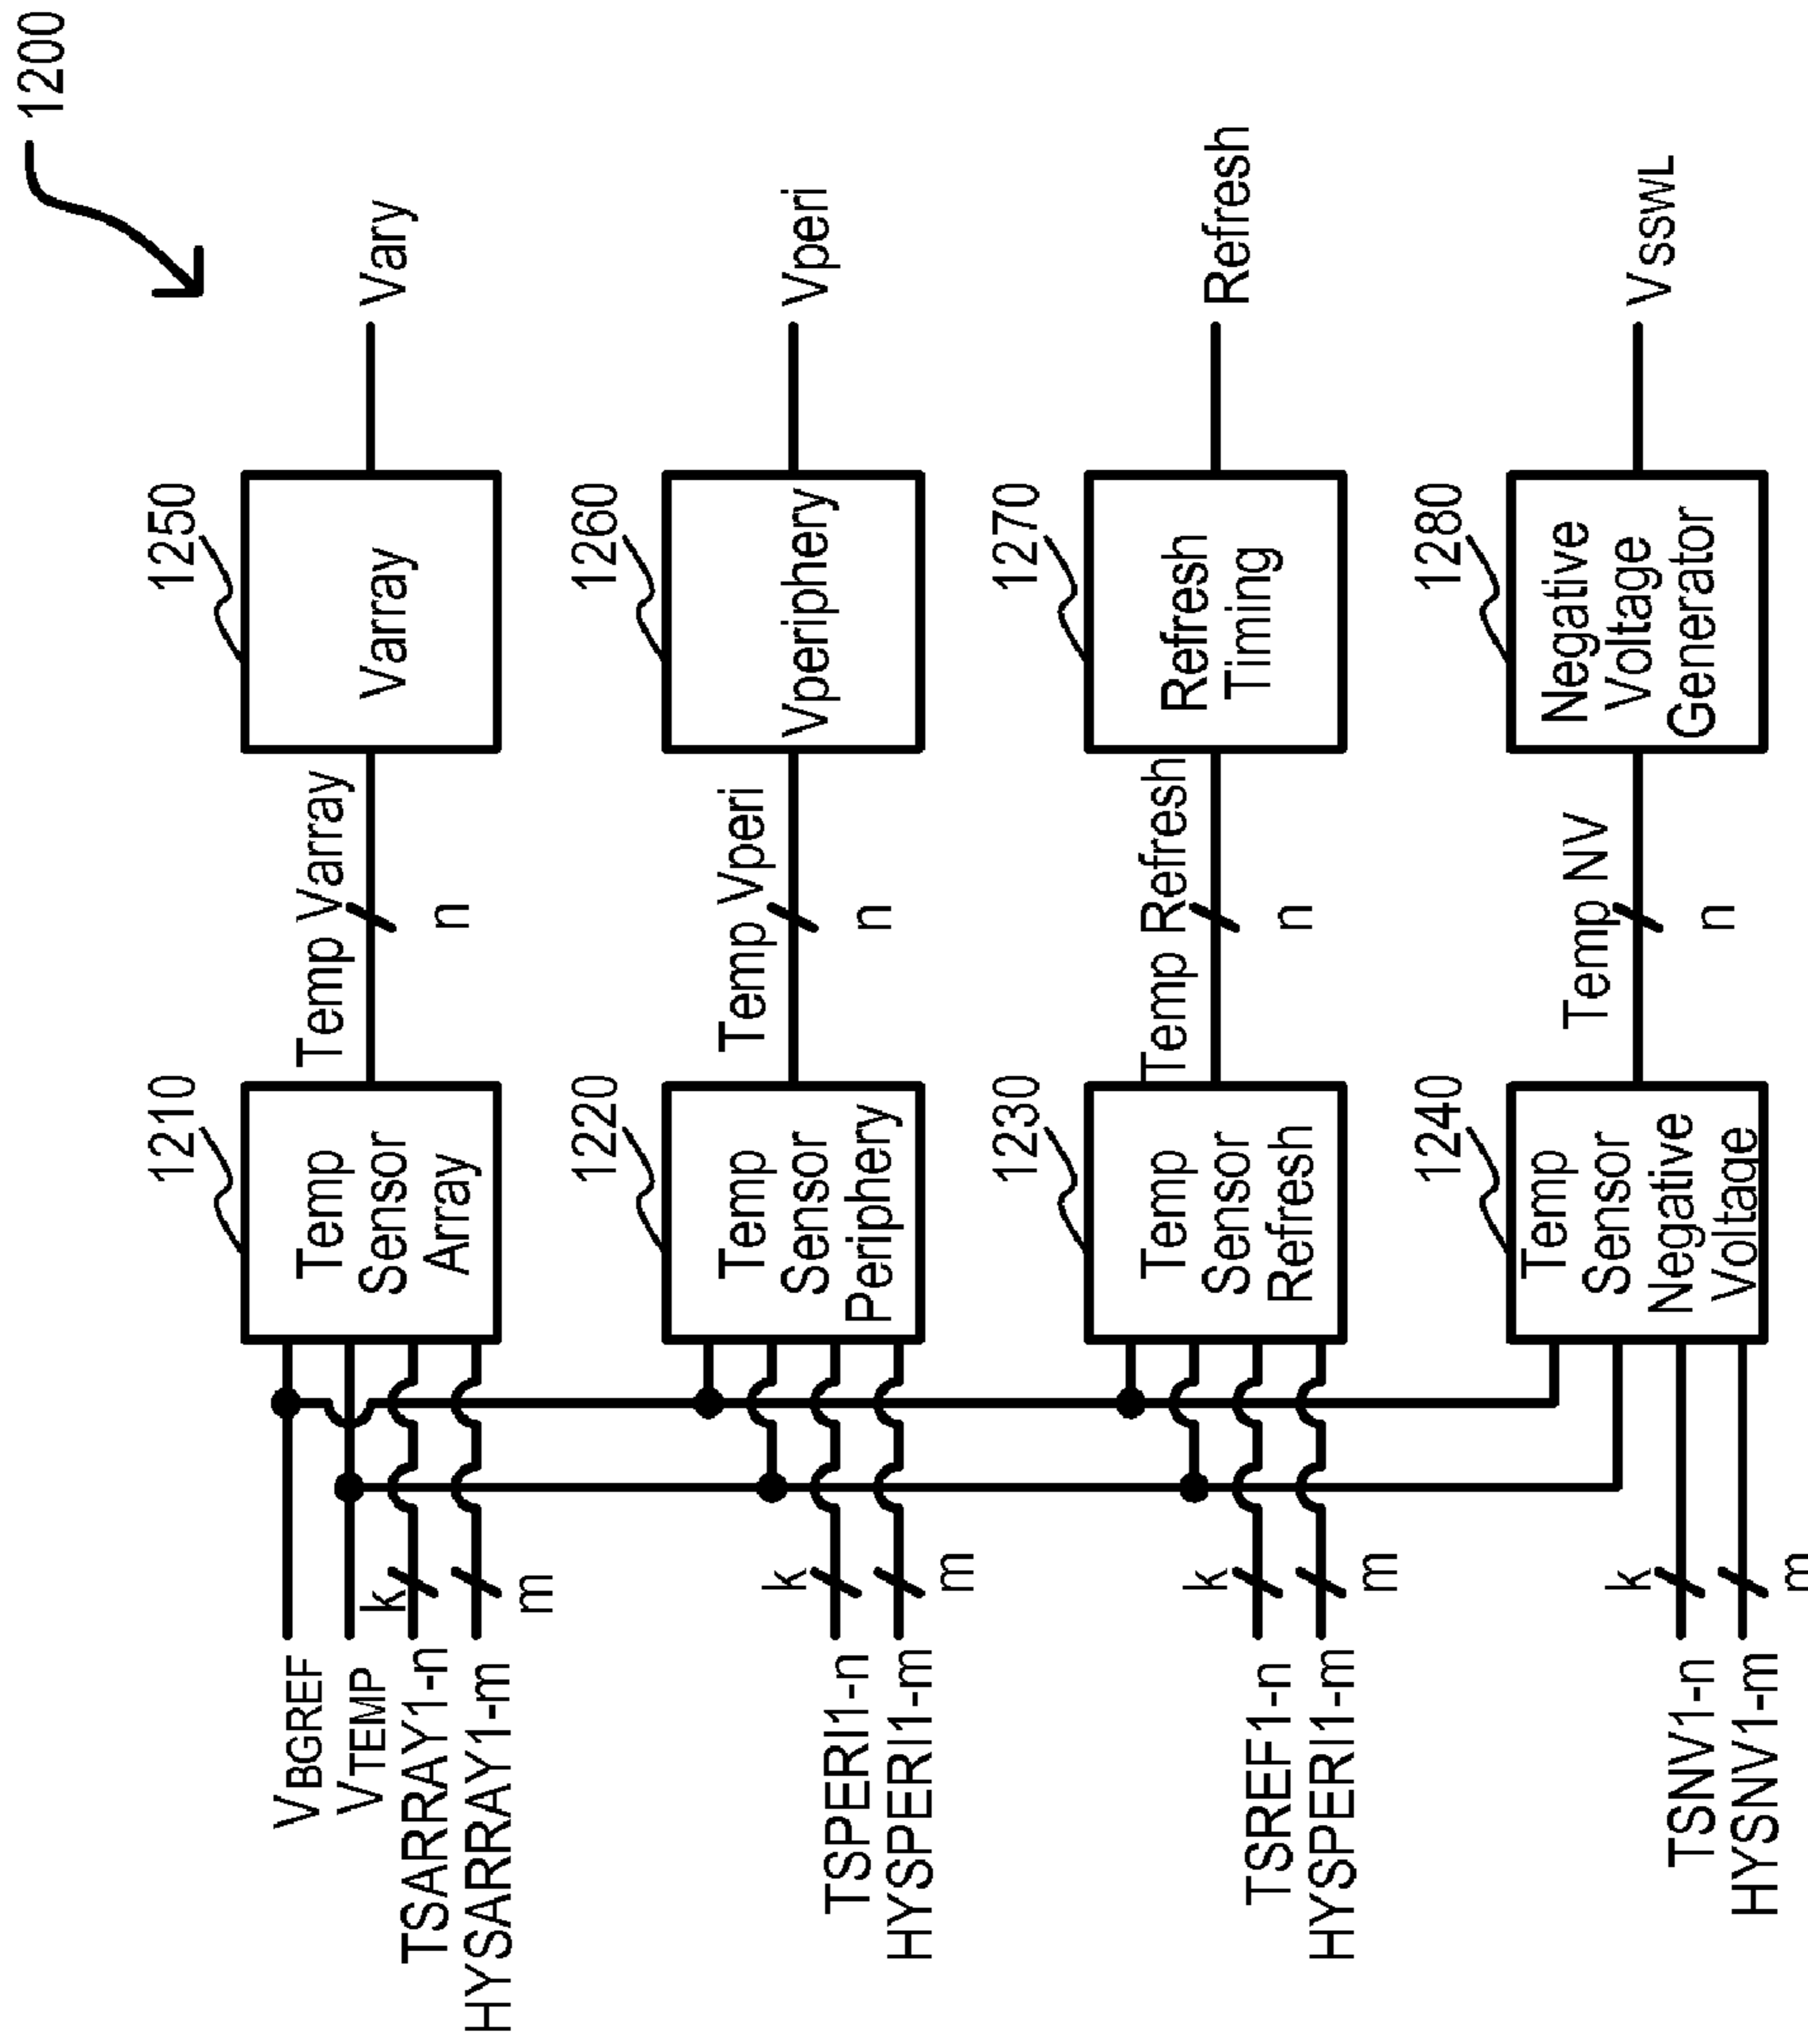 1200
VBGREF
VTEMP
TSARRAY1-n
HYSARRAY1-m
k
m
1210
Temp
Sensor
Array
Temp Varray
n
1250
Varray
Vary
TSPERI1-n
HYSPERI1-m
k
m
1220
Temp
Sensor
Periphery
Temp Vperi
n
1260
Vperiphery
Vperi
TSREF1-n
HYSPERI1-m
k
m
1230
Temp
Sensor
Refresh
Temp Refresh
n
1270
Refresh
Timing
Refresh
TSNV1-n
HYSNV1-m
k
m
1240
Temp
Sensor
Negative
Voltage
Temp NV
n
1280
Negative
Voltage
Generator
VSSWL